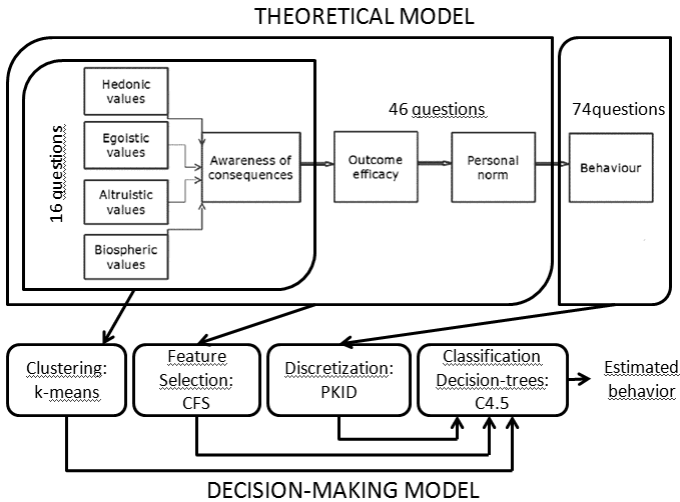 THEORETICAL MODEL
Hedonic
values
Egoistic
values
Altruistic
values
Biospheric
values
16 questions
Awareness of
consequences
46 questions
Outcome
efficacy
Personal
norm
74questions
Behaviour
Clustering:
k-means
Feature
Selection:
CFS
Discretization:
PKID
Classification
Decision-trees:
C4.5
Estimated
behavior
DECISION-MAKING MODEL